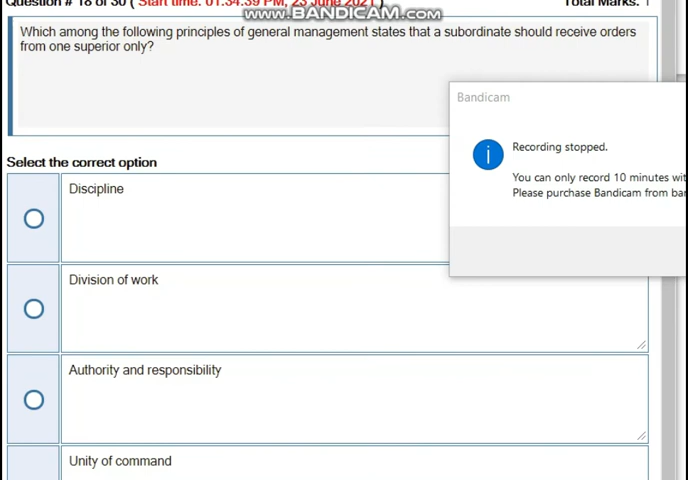 Question # 18 of 30 ( Start time: 01:34:39 PM, 23 June 2021 )
Total Marks: 1
www.BANDICAM.com
Which among the following principles of general management states that a subordinate should receive orders
from one superior only?
Bandicam
Recording stopped.
You can only record 10 minutes
Please purchase Bandicam from
Select the correct option
Discipline
Division of work
Authority and responsibility
Unity of command